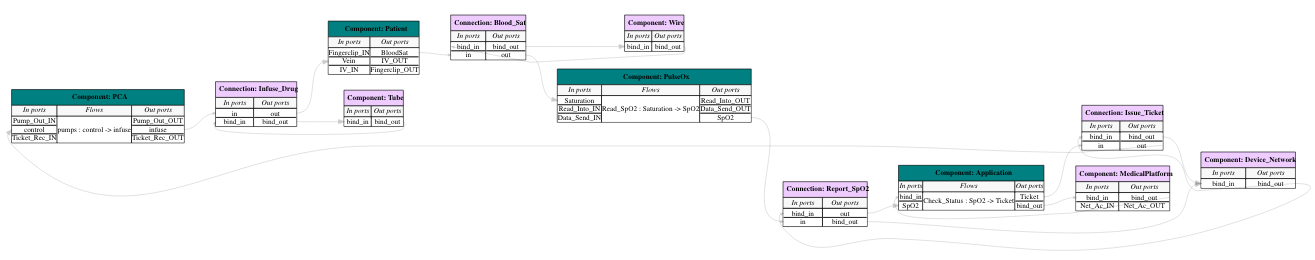 Component: Patient
In ports Out ports
Fingerclip_IN BloodSat
Vein IV_OUT
IV_IN Fingerclip_OUT
Connection: Blood_Sat
In ports Out ports
bind_in bind_out
in out
Component: Wire
In ports Out ports
bind_in bind_out
Component: PCA
In ports Flows Out ports
Pump_Out_IN Pump_Out_OUT
control pumps : control -> infuse infuse
Ticket_Rec_IN Ticket_Rec_OUT
Connection: Infuse_Drug
In ports Out ports
in out
bind_in bind_out
Component: Tube
In ports Out ports
bind_in bind_out
Component: PulseOx
In ports Flows Out ports
Saturation Read_Into_OUT
Read_Into_IN Read_SpO2 : Saturation -> SpO2 Data_Send_OUT
Data_Send_IN SpO2
Connection: Issue_Ticket
In ports Out ports
bind_in bind_out
in out
Component: Device_Network
In ports Out ports
bind_in bind_out
Component: Application
In ports Flows Out ports
bind_in Check_Status : SpO2 -> Ticket Ticket
SpO2 bind_out
Component: MedicalPlatform
In ports Out ports
bind_in bind_out
Net_Ac_IN Net_Ac_OUT
Connection: Report_SpO2
In ports Out ports
bind_in out
in bind_out